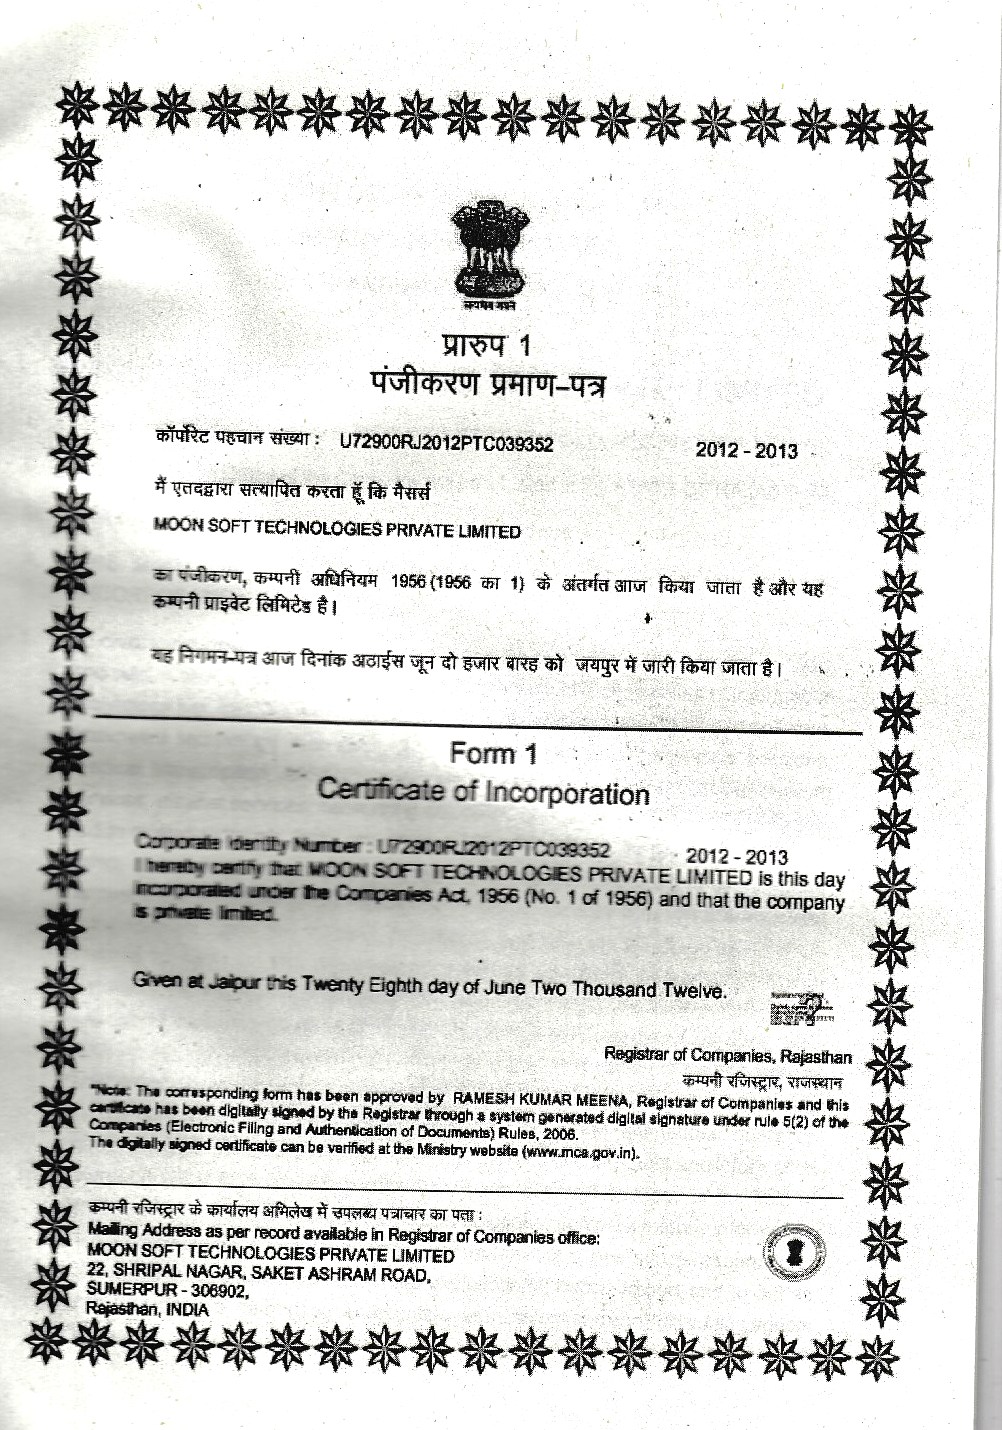 सत्यमेव जयते
प्रारुप 1
पंजीकरण प्रमाण-पत्र
कॉर्पोरेट पहचान संख्या : U72900RJ2012PTC039352 2012 - 2013
मैं एतदद्वारा सत्यापित करता हूँ कि मैसर्स
MOON SOFT TECHNOLOGIES PRIVATE LIMITED
का पंजीकरण, कम्पनी अधिनियम 1956 (1956 का 1) के अंतर्गत आज किया जाता है और यह
कम्पनी प्राइवेट लिमिटेड है।
यह निगमन-पत्र आज दिनांक अठाईस जून दो हजार बारह को जयपुर में जारी किया जाता है।
Form 1
Certificate of Incorporation
Corporate Identity Number : U72900RJ2012PTC039352 2012 - 2013
I hereby certify that MOON SOFT TECHNOLOGIES PRIVATE LIMITED is this day
incorporated under the Companies Act, 1956 (No. 1 of 1956) and that the company
is private limited.
Given at Jaipur this Twenty Eighth day of June Two Thousand Twelve.
Registrar of Companies, Rajasthan
कम्पनी रजिस्ट्रार, राजस्थान
*Note: The corresponding form has been approved by RAMESH KUMAR MEENA, Registrar of Companies and this
certificate has been digitally signed by the Registrar through a system generated digital signature under rule 5(2) of the
Companies (Electronic Filing and Authentication of Documents) Rules, 2006.
The digitally signed certificate can be verified at the Ministry website (www.mca.gov.in).
कम्पनी रजिस्ट्रार के कार्यालय अभिलेख में उपलब्ध पत्राचार का पता :
Mailing Address as per record available in Registrar of Companies office:
MOON SOFT TECHNOLOGIES PRIVATE LIMITED
22, SHRIPAL NAGAR, SAKET ASHRAM ROAD,
SUMERPUR - 306902,
Rajasthan, INDIA